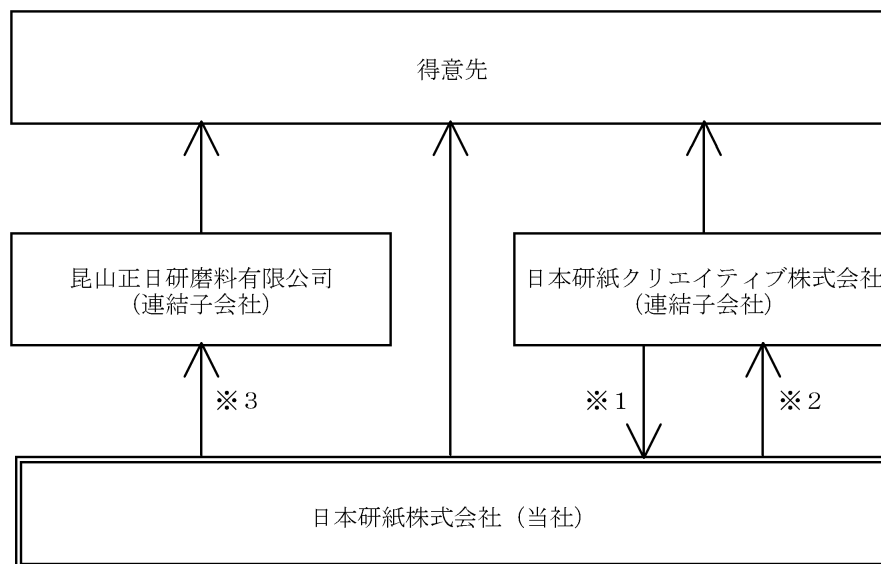 得意先
昆山正日研磨料有限公司
（連結子会社）
日本研紙クリエイティブ株式会社
（連結子会社）
※３
※１
※２
日本研紙株式会社（当社）